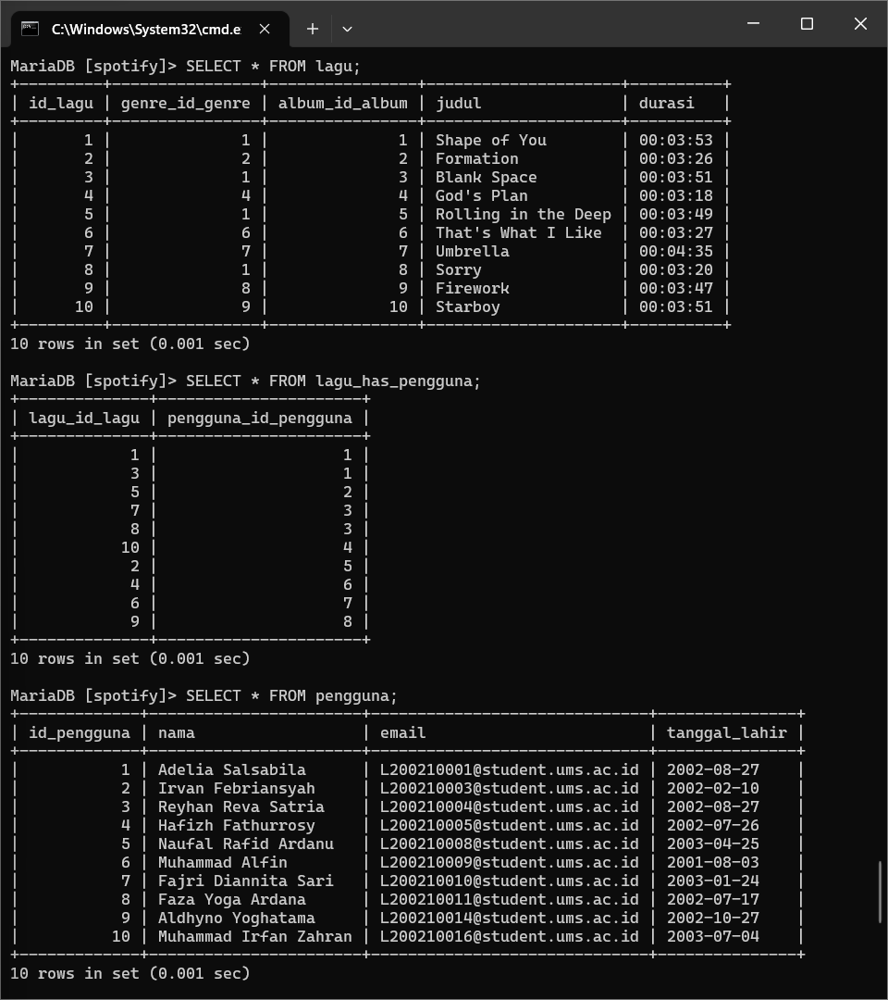 C:\Windows\System32\cmd.e
MariaDB [spotify]> SELECT * FROM lagu;
+---------+----------------+----------------+---------------------+----------+
| id_lagu | genre_id_genre | album_id_album | judul               | durasi   |
+---------+----------------+----------------+---------------------+----------+
|       1 |              1 |              1 | Shape of You        | 00:03:53 |
|       2 |              2 |              2 | Formation           | 00:03:26 |
|       3 |              1 |              3 | Blank Space         | 00:03:51 |
|       4 |              4 |              4 | God's Plan          | 00:03:18 |
|       5 |              1 |              5 | Rolling in the Deep | 00:03:49 |
|       6 |              6 |              6 | That's What I Like  | 00:03:27 |
|       7 |              7 |              7 | Umbrella            | 00:04:35 |
|       8 |              1 |              8 | Sorry               | 00:03:20 |
|       9 |              8 |              9 | Firework            | 00:03:47 |
|      10 |              9 |             10 | Starboy             | 00:03:51 |
+---------+----------------+----------------+---------------------+----------+
10 rows in set (0.001 sec)
MariaDB [spotify]> SELECT * FROM lagu_has_pengguna;
+--------------+----------------------+
| lagu_id_lagu | pengguna_id_pengguna |
+--------------+----------------------+
|            1 |                    1 |
|            3 |                    1 |
|            5 |                    2 |
|            7 |                    3 |
|            8 |                    3 |
|           10 |                    4 |
|            2 |                    5 |
|            4 |                    6 |
|            6 |                    7 |
|            9 |                    8 |
+--------------+----------------------+
10 rows in set (0.001 sec)
MariaDB [spotify]> SELECT * FROM pengguna;
+-------------+-----------------------+------------------------------+---------------+
| id_pengguna | nama                  | email                        | tanggal_lahir |
+-------------+-----------------------+------------------------------+---------------+
|           1 | Adelia Salsabila      | L200210001@student.ums.ac.id | 2002-08-27    |
|           2 | Irvan Febriansyah     | L200210003@student.ums.ac.id | 2002-02-10    |
|           3 | Reyhan Reva Satria    | L200210004@student.ums.ac.id | 2002-08-27    |
|           4 | Hafizh Fathurrosy     | L200210005@student.ums.ac.id | 2002-07-26    |
|           5 | Naufal Rafid Ardanu   | L200210008@student.ums.ac.id | 2003-04-25    |
|           6 | Muhammad Alfin        | L200210009@student.ums.ac.id | 2001-08-03    |
|           7 | Fajri Diannita Sari   | L200210010@student.ums.ac.id | 2003-01-24    |
|           8 | Faza Yoga Ardana      | L200210011@student.ums.ac.id | 2002-07-17    |
|           9 | Aldhyno Yoghatama     | L200210014@student.ums.ac.id | 2002-10-27    |
|          10 | Muhammad Irfan Zahran | L200210016@student.ums.ac.id | 2003-07-04    |
+-------------+-----------------------+------------------------------+---------------+
10 rows in set (0.001 sec)